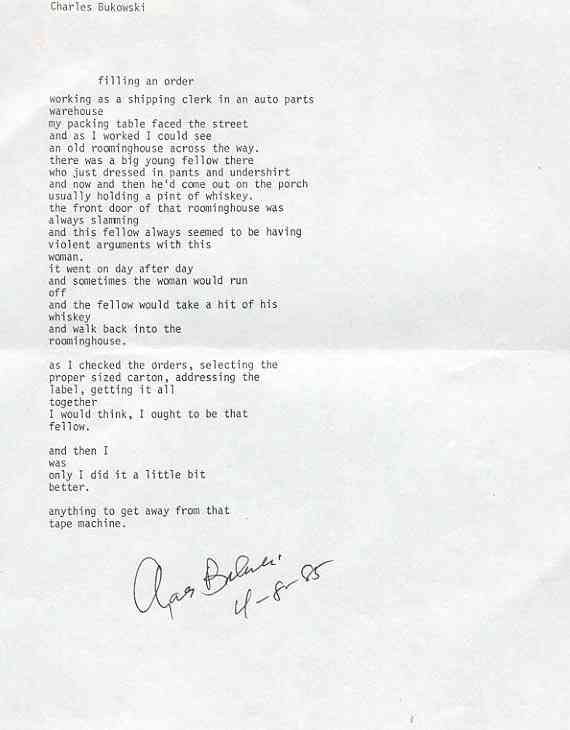 Charles Bukowski
filling an order
working as a shipping clerk in an auto parts
warehouse
my packing table faced the street
and as I worked I could see
an old roominghouse across the way.
there was a big young fellow there
who just dressed in pants and undershirt
and now and then he'd come out on the porch
usually holding a pint of whiskey.
the front door of that roominghouse was
always slamming
and this fellow always seemed to be having
violent arguments with this
woman.
it went on day after day
and sometimes the woman would run
off
and the fellow would take a hit of his
whiskey
and walk back into the
roominghouse.
as I checked the orders, selecting the
proper sized carton, addressing the
label, getting it all
together
I would think, I ought to be that
fellow.
and then I
was
only I did it a little bit
better.
anything to get away from that
tape machine.
4-8-85